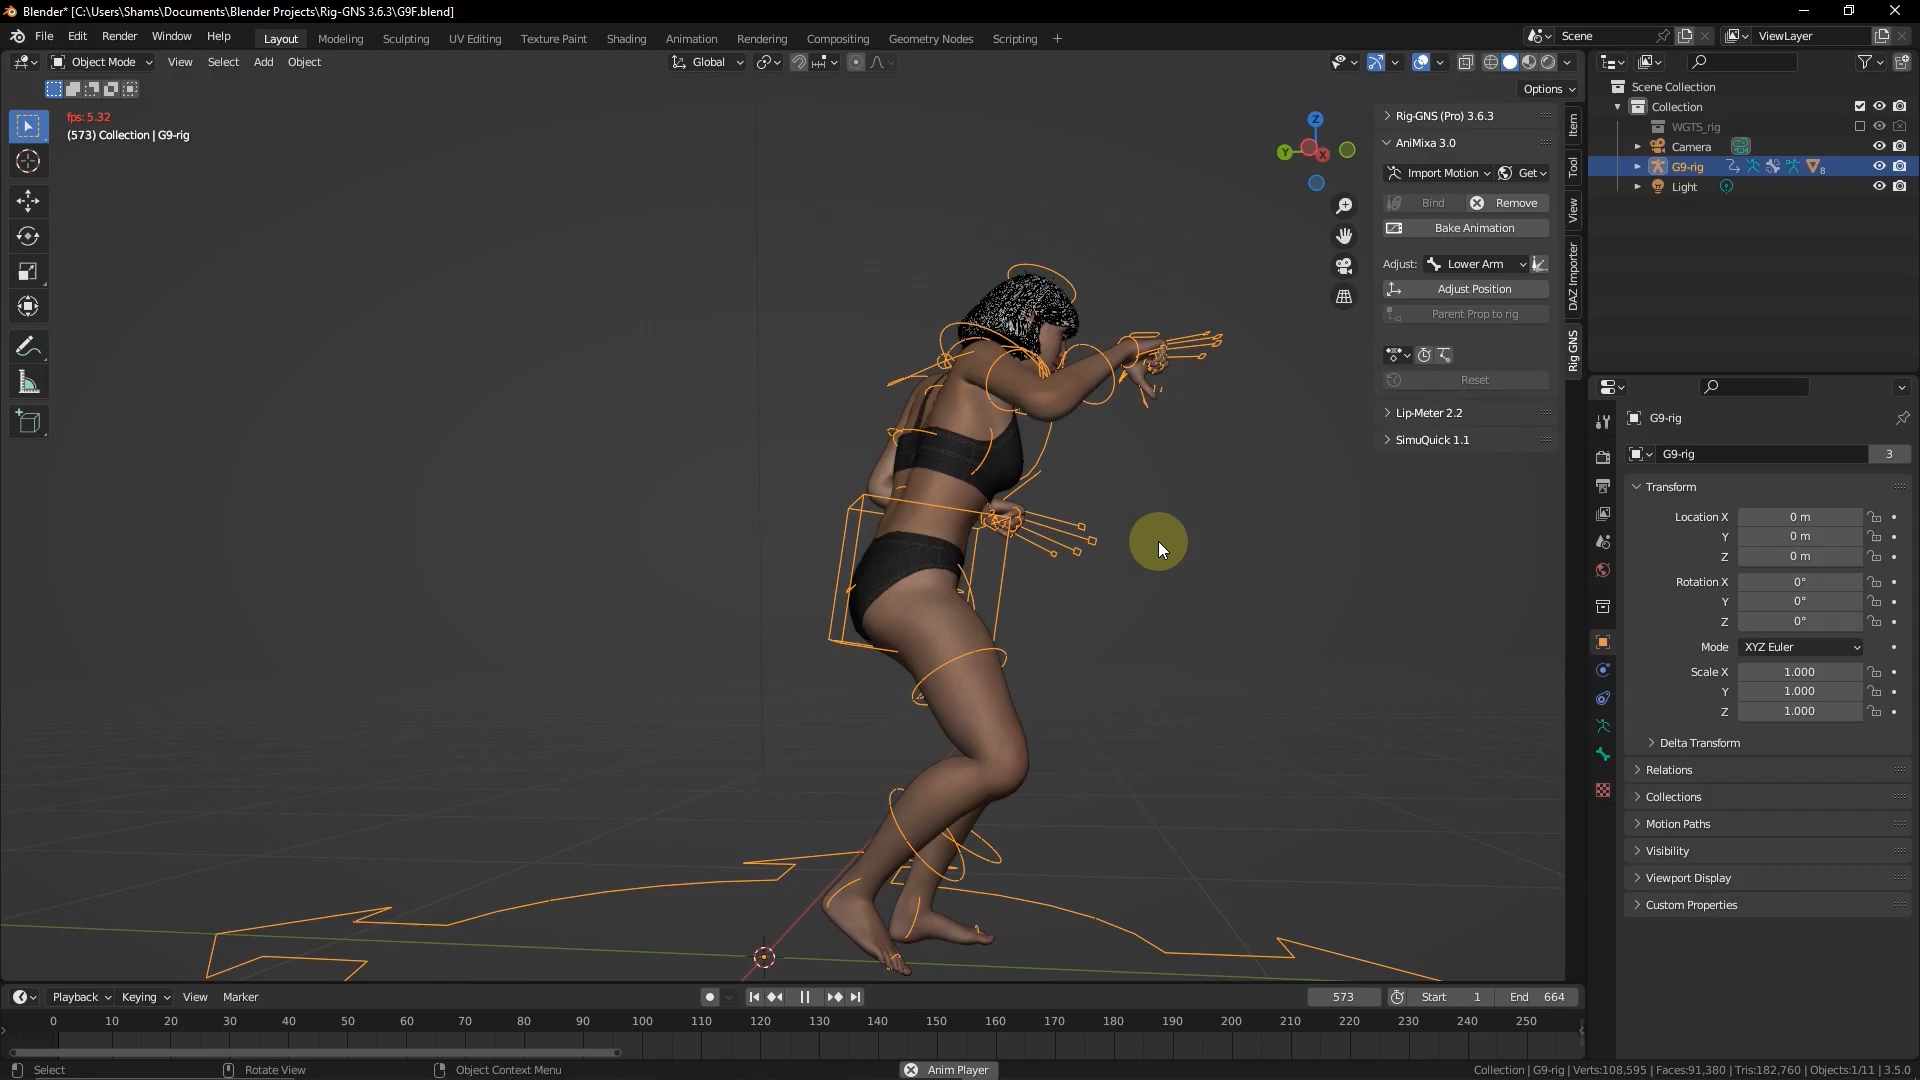 Blender* [C:\Users\Shams\Documents\Blender Projects\Rig-GNS 3.6.3\G9F.blend]
File Edit Render Window Help Layout Modeling Sculpting UV Editing Texture Paint Shading Animation Rendering Compositing Geometry Nodes Scripting + Scene ViewLayer
Object Mode View Select Add Object Global
Options
fps: 5.32
(573) Collection | G9-rig
Z
Y X
Rig-GNS (Pro) 3.6.3
AniMixa 3.0
Import Motion Get
Bind Remove
Bake Animation
Adjust: Lower Arm
Adjust Position
Parent Prop to rig
Reset
Lip-Meter 2.2
SimuQuick 1.1
Item
Tool
View
DAZ Importer
Rig GNS
Scene Collection
Collection
WGTS_rig
Camera
G9-rig 8
Light
G9-rig
G9-rig 3
Transform
Location X 0 m
Y 0 m
Z 0 m
Rotation X 0°
Y 0°
Z 0°
Mode XYZ Euler
Scale X 1.000
Y 1.000
Z 1.000
Delta Transform
Relations
Collections
Motion Paths
Visibility
Viewport Display
Custom Properties
Playback Keying View Marker 573 Start 1 End 664
0 10 20 30 40 50 60 70 80 90 100 110 120 130 140 150 160 170 180 190 200 210 220 230 240 250
Select Rotate View Object Context Menu Anim Player Collection | G9-rig | Verts:108,595 | Faces:91,380 | Tris:182,760 | Objects:1/11 | 3.5.0